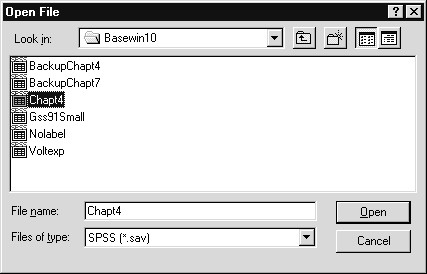 Open File
Look in: Basewin10
BackupChapt4
BackupChapt7
Chapt4
Gss91Small
Nolabel
Voltexp
File name: Chapt4 Open
Files of type: SPSS (*.sav) Cancel